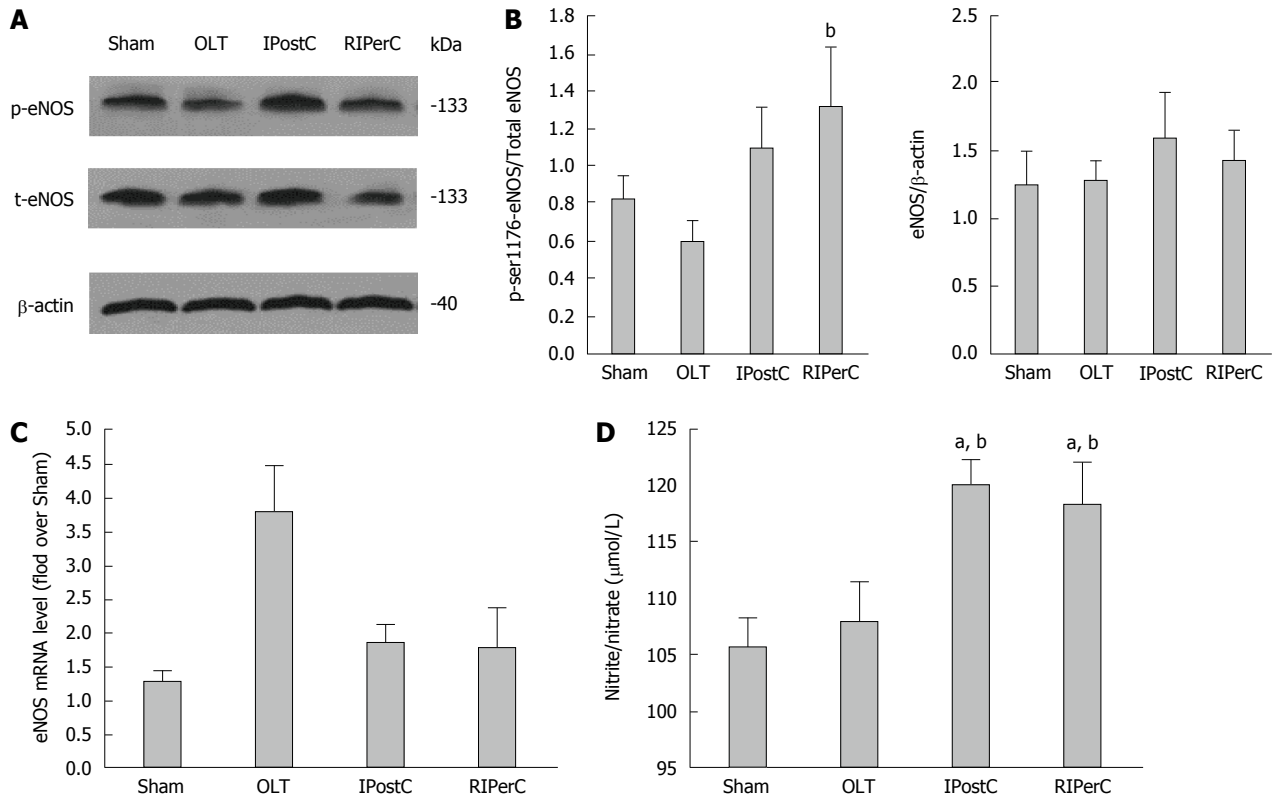 A
Sham OLT IPostC RIPerC kDa
p-eNOS -133
t-eNOS -133
β-actin -40
B
p-ser1176-eNOS/Total eNOS
1.8
1.6
1.4
1.2
1.0
0.8
0.6
0.4
0.2
0.0
b
Sham OLT IPostC RIPerC
eNOS/β-actin
2.5
2.0
1.5
1.0
0.0
Sham OLT IPostC RIPerC
C
eNOS mRNA level (flod over Sham)
5.0
4.5
4.0
3.5
3.0
2.5
2.0
1.5
1.0
0.5
0.0
Sham OLT IPostC RIPerC
D
Nitrite/nitrate (μmol/L)
125
120
115
110
105
100
95
a, b a, b
Sham OLT IPostC RIPerC